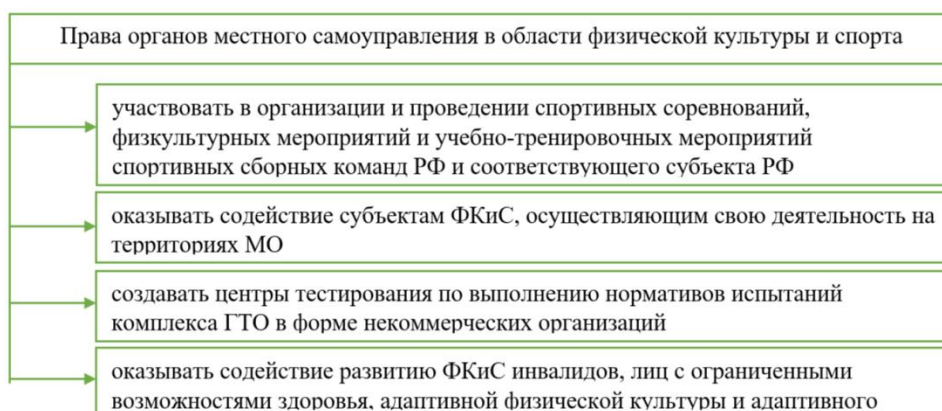 Права органов местного самоуправления в области физической культуры и спорта
участвовать в организации и проведении спортивных соревнований,
физкультурных мероприятий и учебно-тренировочных мероприятий
спортивных сборных команд РФ и соответствующего субъекта РФ
оказывать содействие субъектам ФКиС, осуществляющим свою деятельность на
территориях МО
создавать центры тестирования по выполнению нормативов испытаний
комплекса ГТО в форме некоммерческих организаций
оказывать содействие развитию ФКиС инвалидов, лиц с ограниченными
возможностями здоровья, адаптивной физической культуры и адаптивного